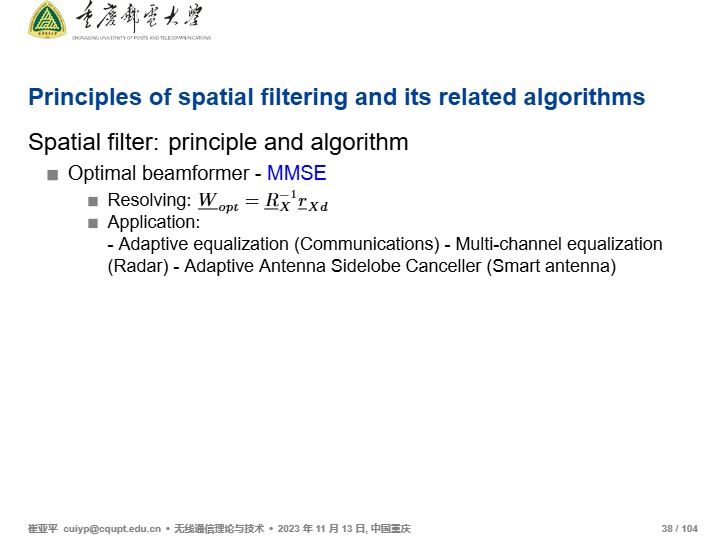 重庆邮电大学
CHONGQING UNIVERSITY OF POSTS AND TELECOMMUNICATIONS
Principles of spatial filtering and its related algorithms
Spatial filter: principle and algorithm
■ Optimal beamformer - MMSE
■ Resolving: W_opt = R_X^{-1} r_{Xd}
■ Application:
- Adaptive equalization (Communications) - Multi-channel equalization
(Radar) - Adaptive Antenna Sidelobe Canceller (Smart antenna)
崔亚平 cuiyp@cqupt.edu.cn • 无线通信理论与技术 • 2023 年 11 月 13 日, 中国重庆 38 / 104